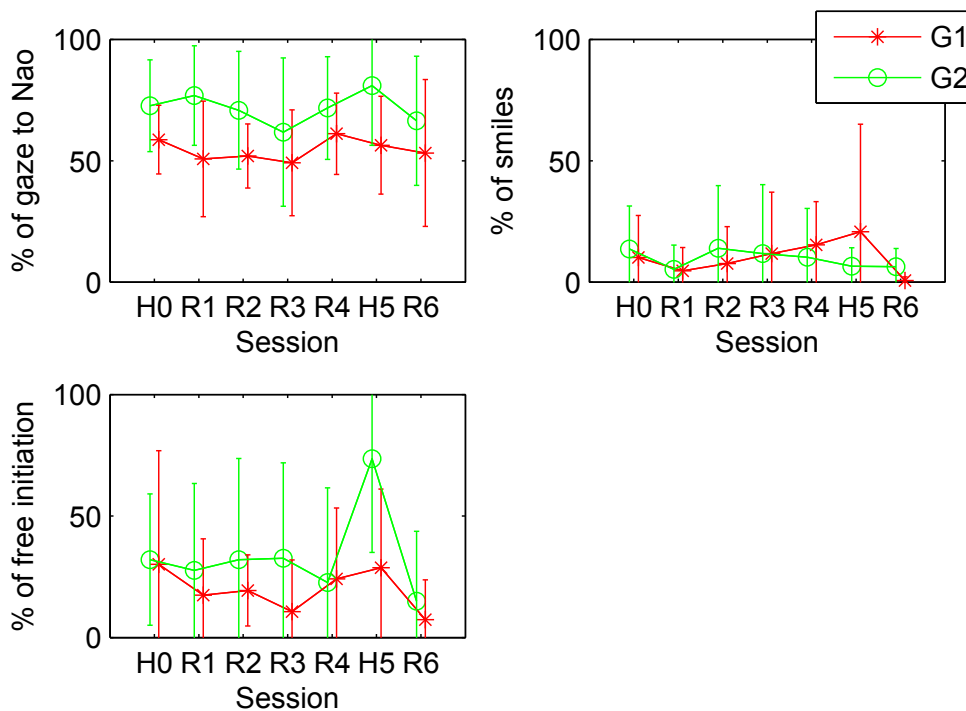 100
50
0
% of gaze to Nao
H0 R1 R2 R3 R4 H5 R6
Session
100
50
0
% of smiles
H0 R1 R2 R3 R4 H5 R6
Session
G1
G2
100
50
0
% of free initiation
H0 R1 R2 R3 R4 H5 R6
Session